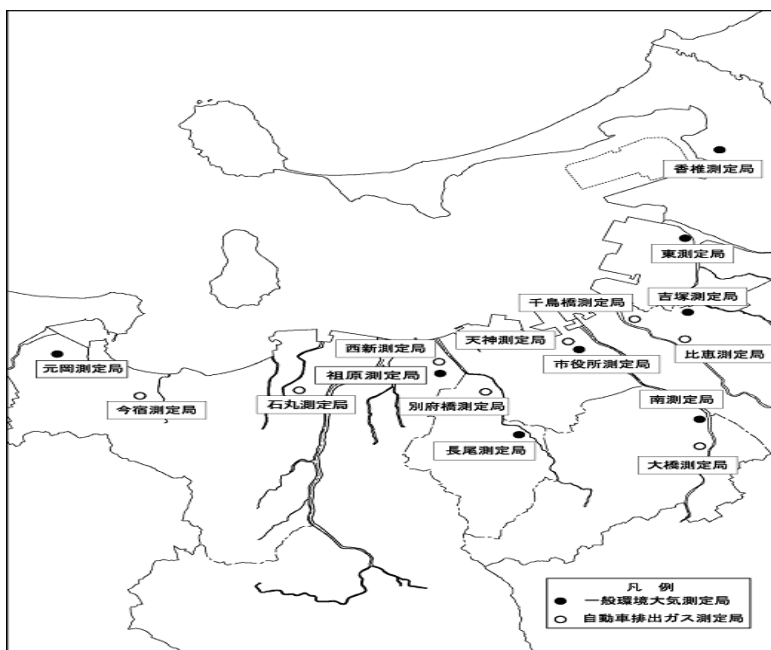 香椎測定局
東測定局
千鳥橋測定局
吉塚測定局
天神測定局
西新測定局
比恵測定局
市役所測定局
元岡測定局
祖原測定局
今宿測定局
石丸測定局
別府橋測定局
南測定局
長尾測定局
大橋測定局
凡 例
● 一般環境大気測定局
○ 自動車排出ガス測定局